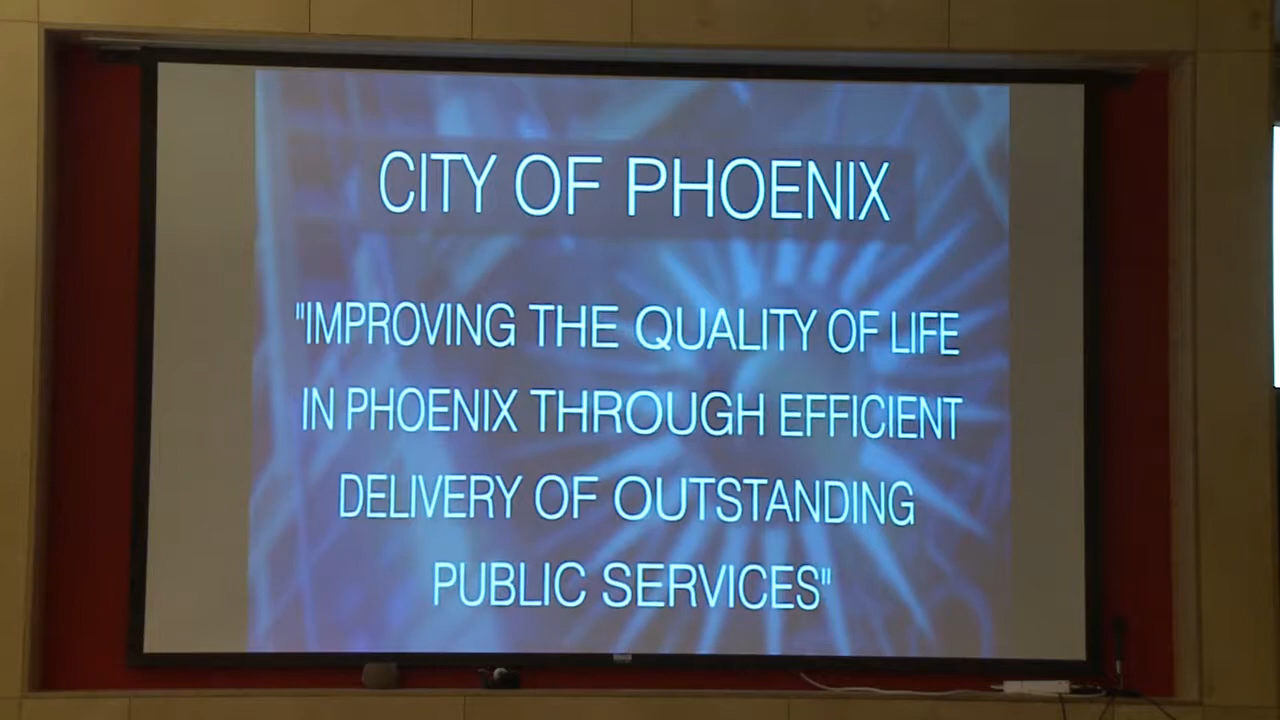 CITY OF PHOENIX
"IMPROVING THE QUALITY OF LIFE
IN PHOENIX THROUGH EFFICIENT
DELIVERY OF OUTSTANDING
PUBLIC SERVICES"